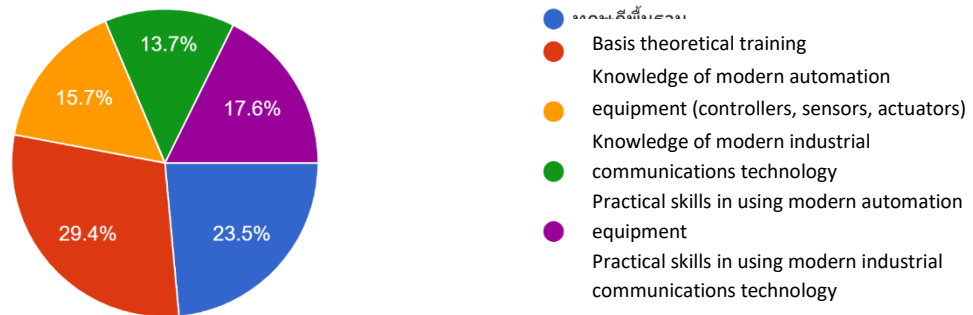 13.7%
15.7%
17.6%
29.4%
23.5%
Basis theoretical training
Knowledge of modern automation
equipment (controllers, sensors, actuators)
Knowledge of modern industrial
communications technology
Practical skills in using modern automation
equipment
Practical skills in using modern industrial
communications technology